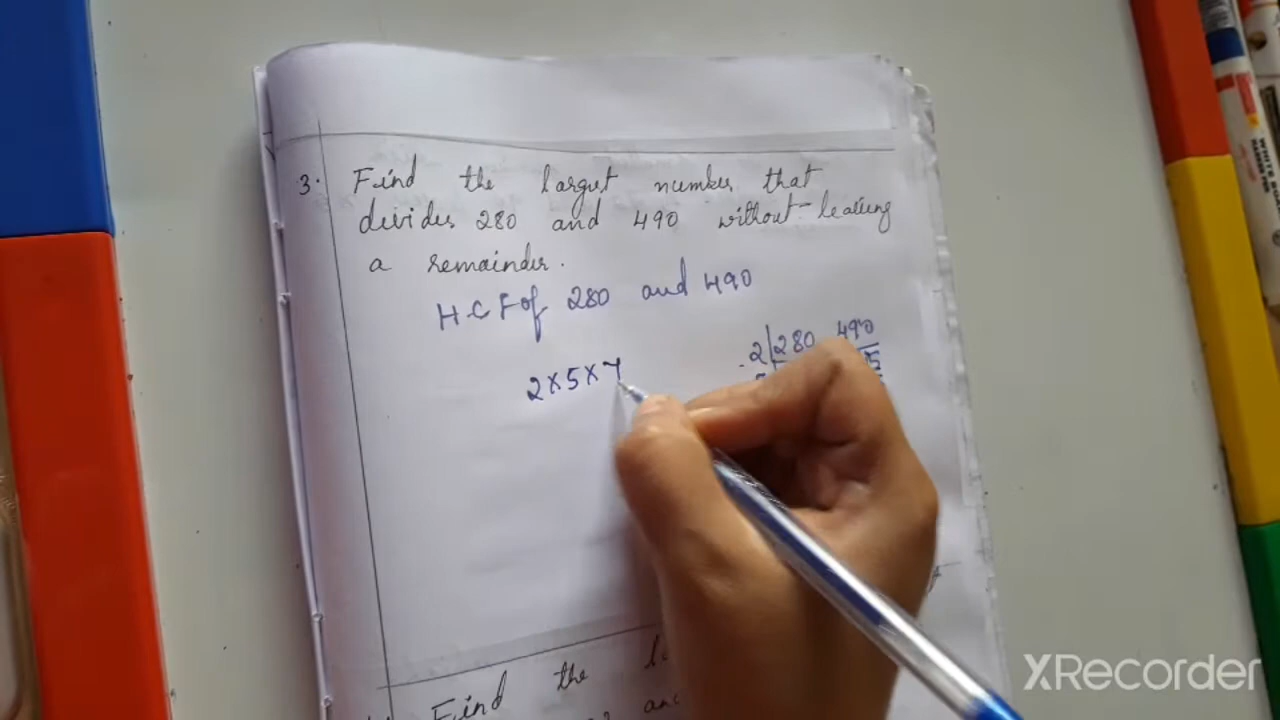 3. Find the largest number that
divides 280 and 490 without leaving
a remainder.
HCF of 280 and 490
2 | 280 490
2 × 5 × 7
Find the
XRecorder